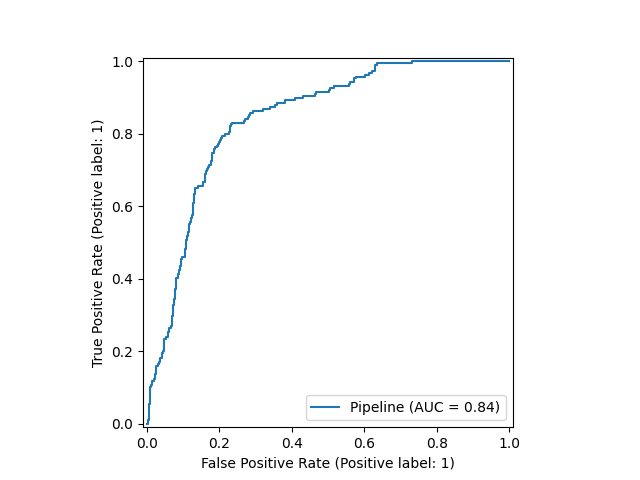 1.0
0.8
0.6
0.4
0.2
0.0
True Positive Rate (Positive label: 1)
Pipeline (AUC = 0.84)
0.0 0.2 0.4 0.6 0.8 1.0
False Positive Rate (Positive label: 1)